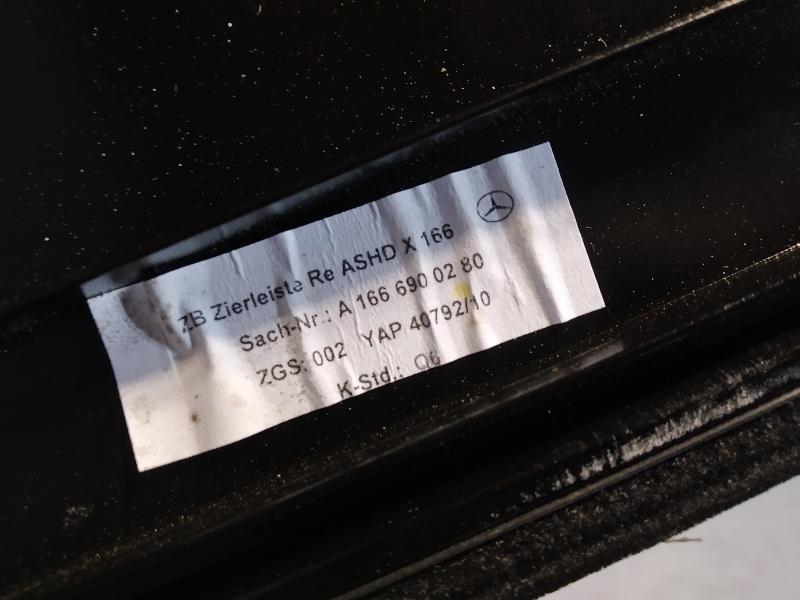 ZB Zierleiste Re ASHD X 166
Sach-Nr.: A 166 690 02 80
ZGS: 002 YAP 40792/10
K-Std.: Q6